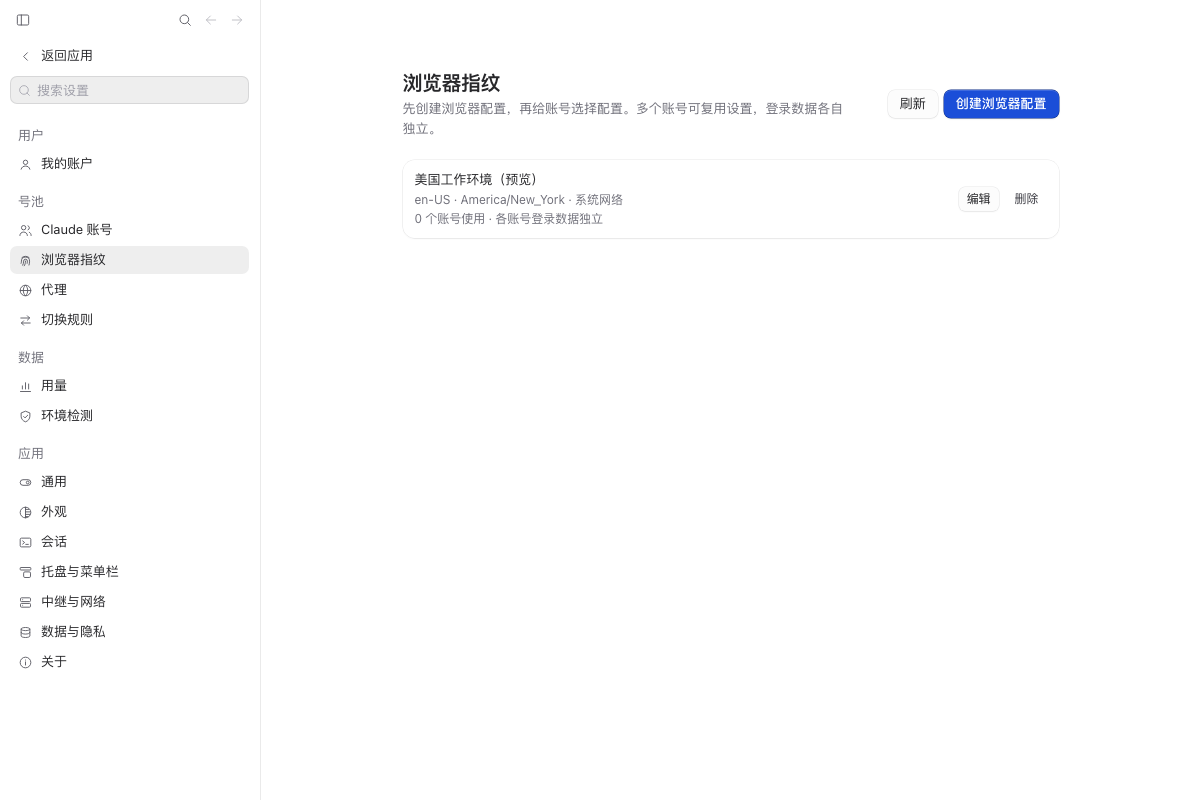 返回应用
搜索设置
用户
我的账户
号池
Claude 账号
浏览器指纹
代理
切换规则
数据
用量
环境检测
应用
通用
外观
会话
托盘与菜单栏
中继与网络
数据与隐私
关于
浏览器指纹
先创建浏览器配置，再给账号选择配置。多个账号可复用设置，登录数据各自
独立。
刷新
创建浏览器配置
美国工作环境（预览）
en-US · America/New_York · 系统网络
0 个账号使用 · 各账号登录数据独立
编辑
删除